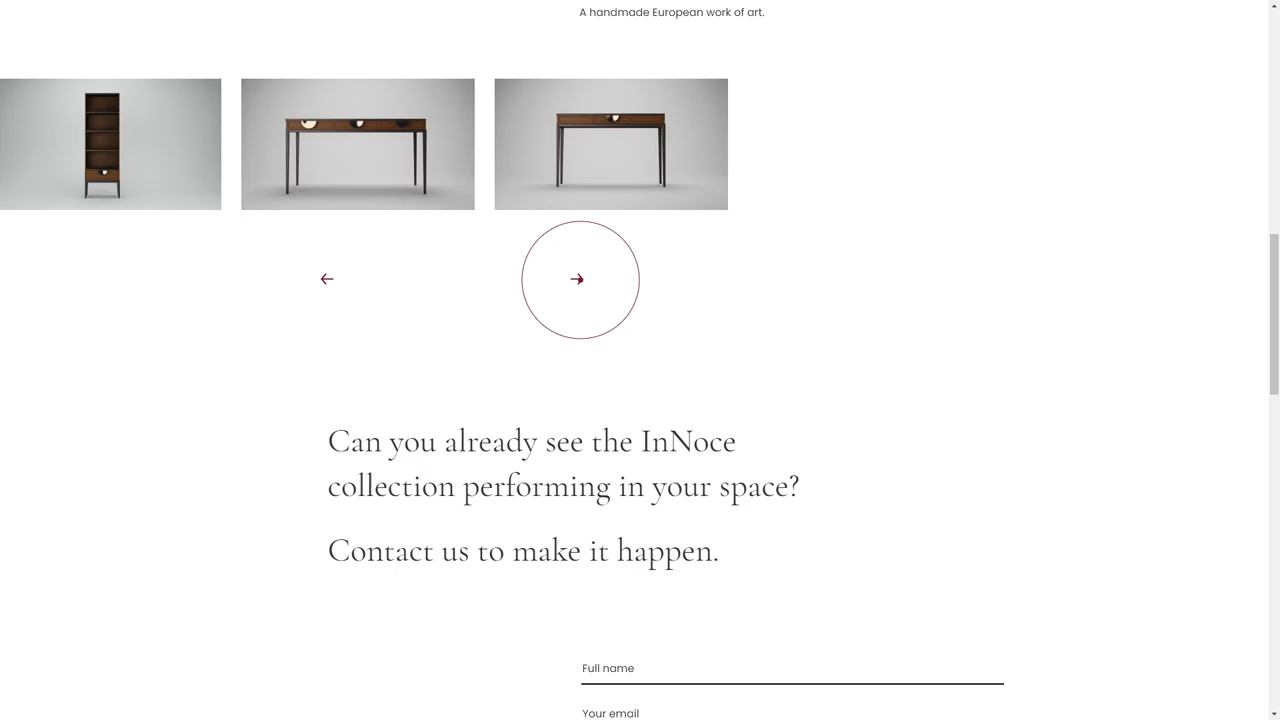 A handmade European work of art.
Can you already see the InNoce
collection performing in your space?
Contact us to make it happen.
Full name
Your email